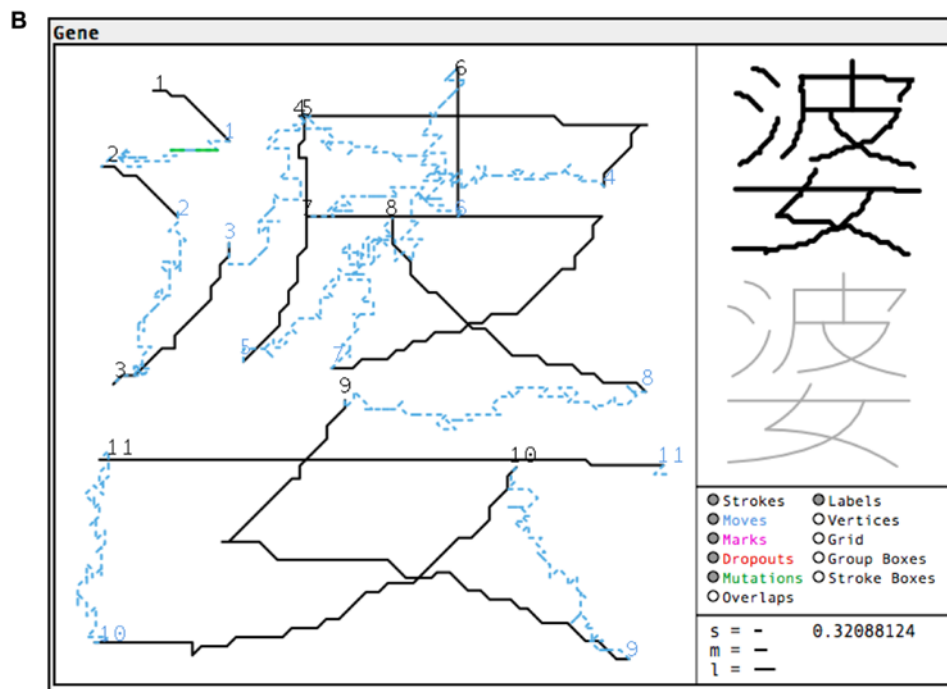 B
Gene
6
1
45
1
2
4
2
7
8
6
3
5
7
3
8
9
11
10
11
10
9
婆
婆
Strokes
Labels
Moves
Vertices
Marks
Grid
Dropouts
Group Boxes
Mutations
Stroke Boxes
Overlaps
s = - 0.32088124
m = –
l = —